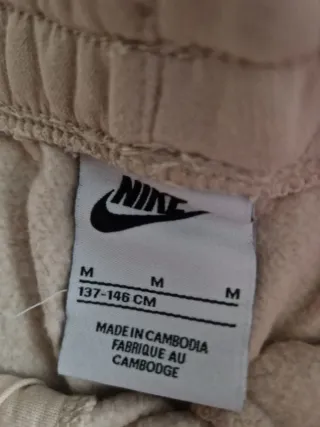 NIKE
M M M
137-146 CM
MADE IN CAMBODIA
FABRIQUE AU
CAMBODGE